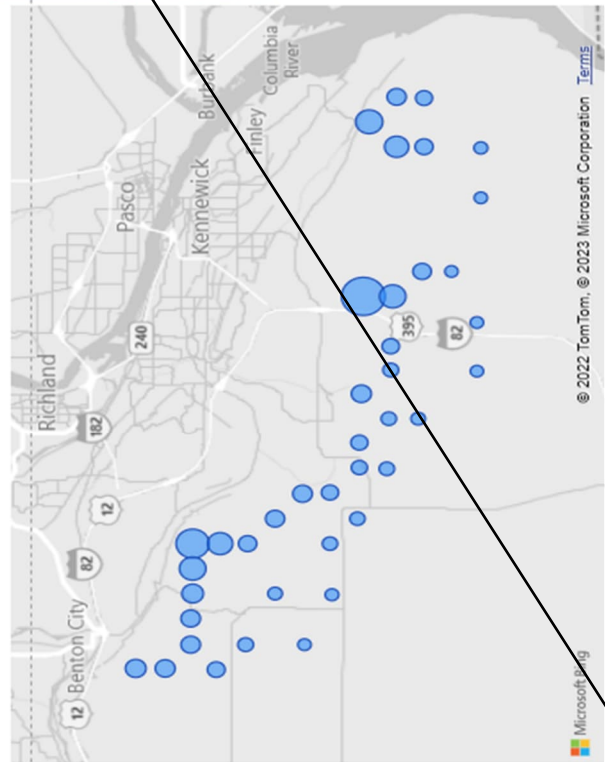 Burbank
Columbia
River
Finley
Pasco
Kennewick
240
395
82
Richland
182
12
82
Benton City
12
Microsoft Bing
© 2022 TomTom, © 2023 Microsoft Corporation Terms